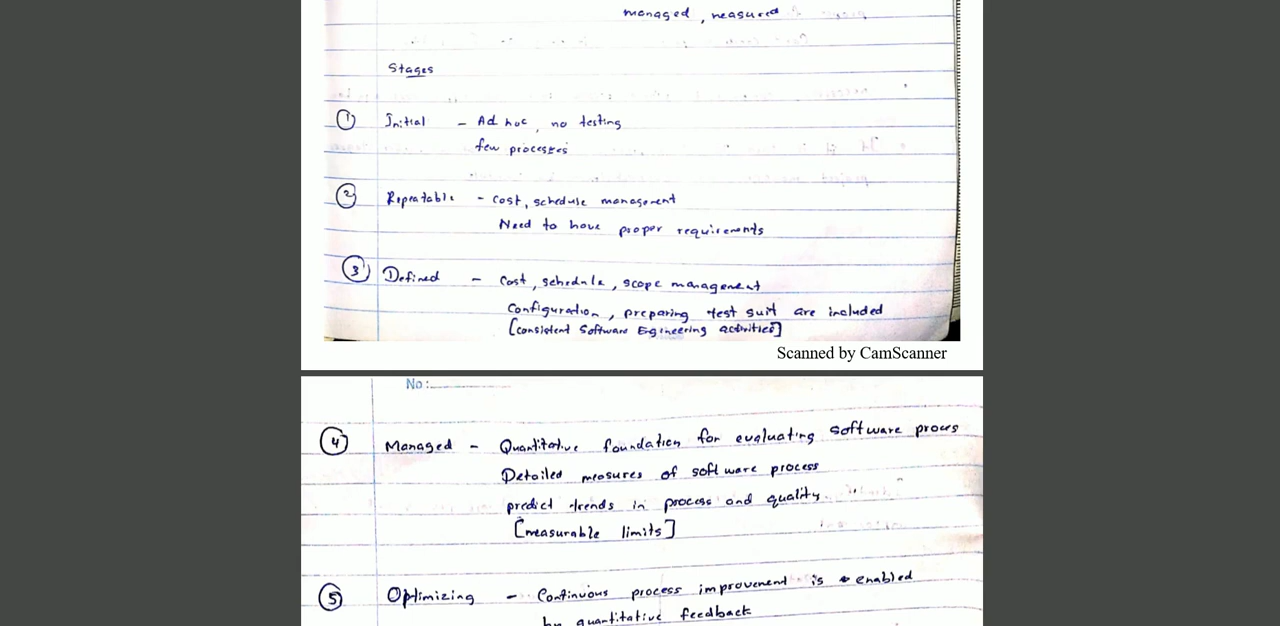 managed, measured
Stages
① Initial - Ad hoc, no testing
few processes
② Repeatable - Cost, schedule management
Need to have proper requirements
③ Defined - Cost, schedule, scope management
Configuration, preparing test suit are included
[consistent Software Engineering activities]
Scanned by CamScanner
No:
④ Managed - Quantitative foundation for evaluating software process
Detailed measures of software process
predict trends in process and quality
[measurable limits]
⑤ Optimizing - Continuous process improvement is enabled
by quantitative feedback